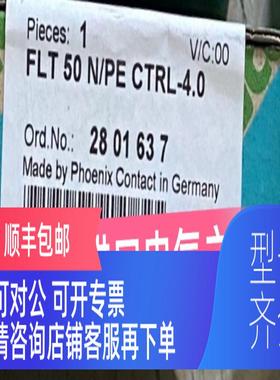 Pieces: 1
V/C:00
FLT 50 N/PE CTRL-4.0
Ord.No.: 28 01 63 7
Made by Phoenix Contact in Germany
顺丰包邮
可对公 可开专票
情咨询店铺客服再下单